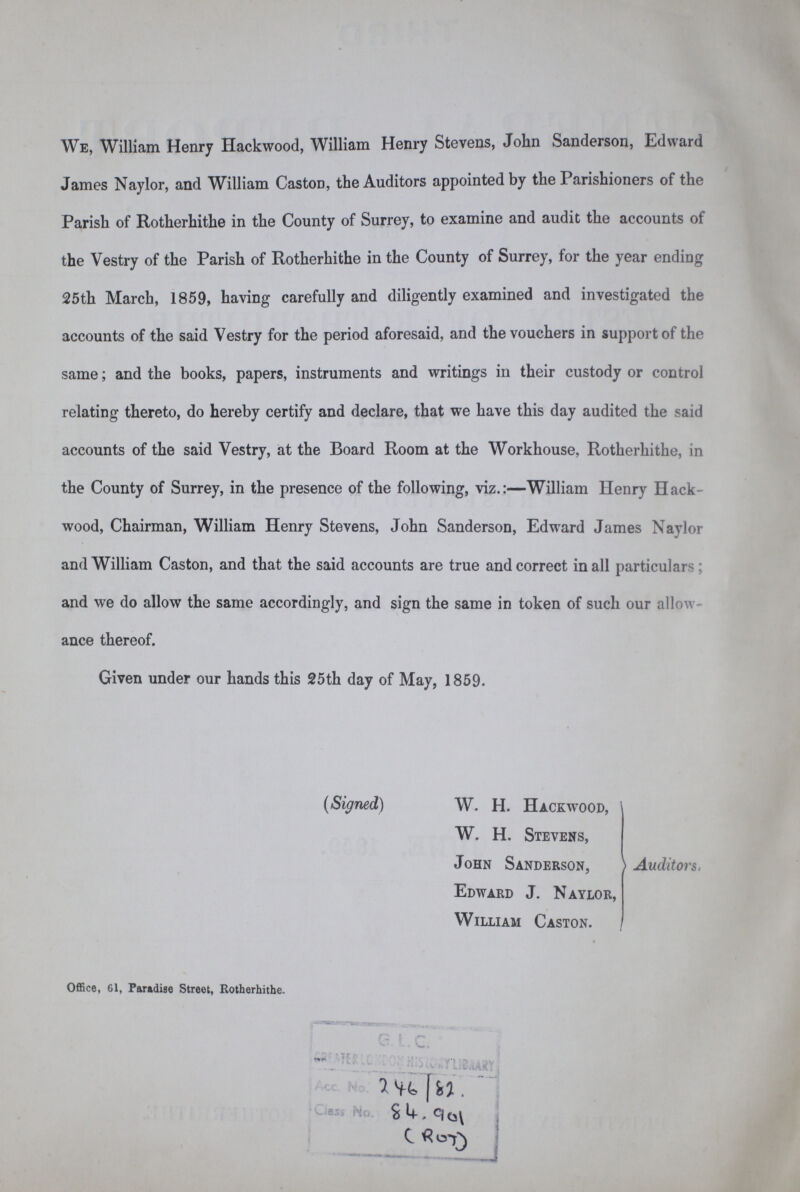 WE, William Henry Hackwood, William Henry Stevens, John Sanderson, Edward
James Naylor, and William Caston, the Auditors appointed by the Parishioners of the
Parish of Rotherhithe in the County of Surrey, to examine and audit the accounts of
the Vestry of the Parish of Rotherhithe in the County of Surrey, for the year ending
25th March, 1859, having carefully and diligently examined and investigated the
accounts of the said Vestry for the period aforesaid, and the vouchers in support of the
same; and the books, papers, instruments and writings in their custody or control
relating thereto, do hereby certify and declare, that we have this day audited the said
accounts of the said Vestry, at the Board Room at the Workhouse, Rotherhithe, in
the County of Surrey, in the presence of the following, viz.:—William Henry Hack-
wood, Chairman, William Henry Stevens, John Sanderson, Edward James Naylor
and William Caston, and that the said accounts are true and correct in all particulars;
and we do allow the same accordingly, and sign the same in token of such our allow-
ance thereof.
Given under our hands this 25th day of May, 1859.
(Signed) W. H. HACKWOOD,
W. H. STEVENS,
JOHN SANDERSON, Auditors.
EDWARD J. NAYLOR,
WILLIAM CASTON.
Office, 61, Paradise Street, Rotherhithe.
G. L. C.
GREATER LONDON HISTORY LIBRARY
Acc. No. 246/82.
Class No. 84.901
(ROT)